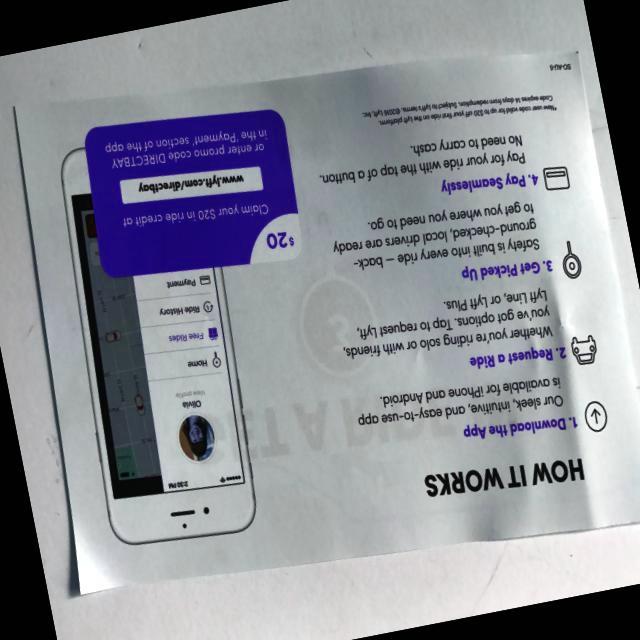 HOW IT WORKS
1. Download the App
Our sleek, intuitive, and easy-to-use app
is available for iPhone and Android.
2. Request a Ride
Whether you're riding solo or with friends,
you've got options. Tap to request Lyft,
Lyft Line, or Lyft Plus.
3. Get Picked Up
Safety is built into every ride — back-
ground-checked, local drivers are ready
to get you where you need to go.
4. Pay Seamlessly
Pay for your ride with the tap of a button.
No need to carry cash.
*New users only. Code valid for up to $20 off your first ride on the Lyft platform.
Code expires 14 days from redemption. Subject to Lyft terms. ©2016 Lyft, Inc.
2:30 PM
Olivia
View profile
Home
Free Rides
Ride History
Payment
$20
Claim your $20 in ride credit at
www.lyft.com/directbay
or enter promo code DIRECTBAY
in the 'Payment' section of the app